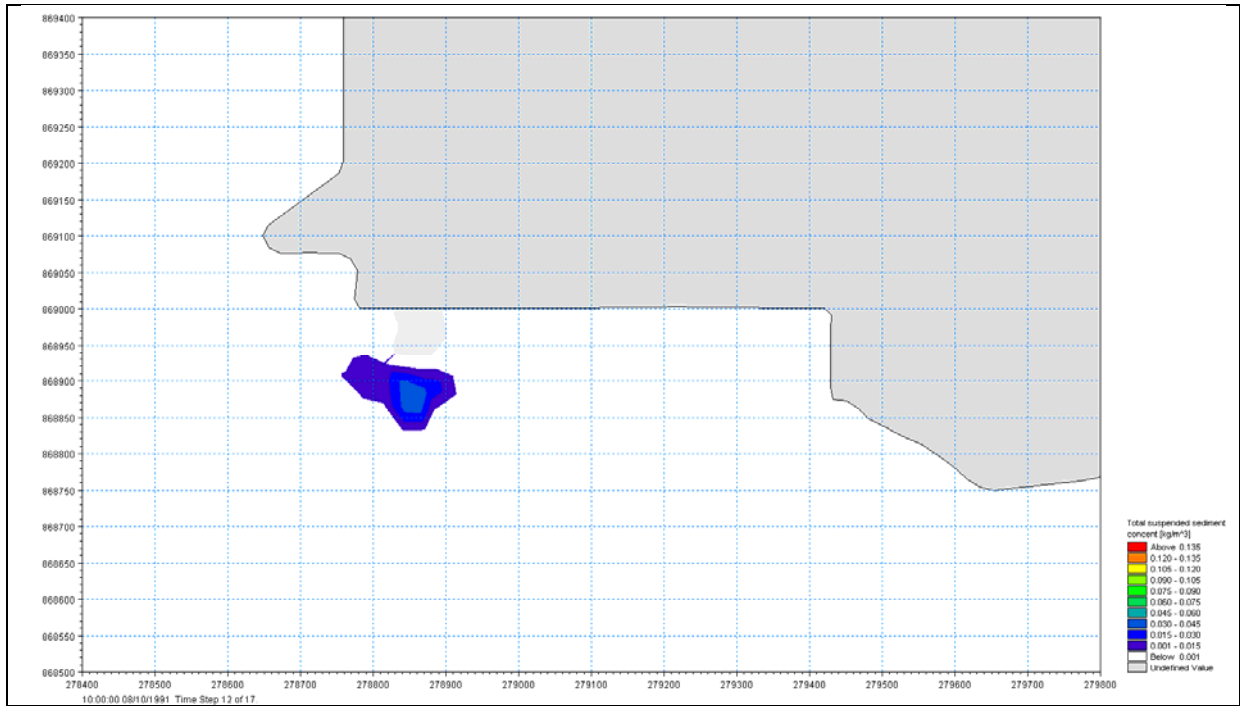 869400
869350
869300
869250
869200
869150
869100
869050
869000
868950
868900
868850
868800
868750
868700
868650
868600
868550
868500
278400 278500 278600 278700 278800 278900 279000 279100 279200 279300 279400 279500 279600 279700 279800
10:00:00 08/10/1991 Time Step 12 of 17.
Total suspended sediment
concent [kg/m^3]
Above 0.135
0.120 - 0.135
0.105 - 0.120
0.090 - 0.105
0.075 - 0.090
0.060 - 0.075
0.045 - 0.060
0.030 - 0.045
0.015 - 0.030
0.001 - 0.015
Below 0.001
Undefined Value